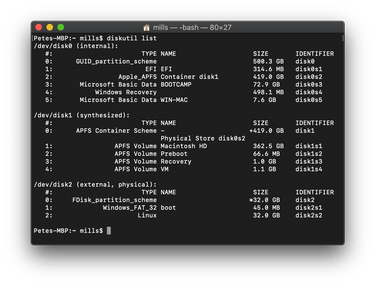 mills — -bash — 80×27
Petes-MBP:~ mills$ diskutil list
/dev/disk0 (internal):
#: TYPE NAME SIZE IDENTIFIER
0: GUID_partition_scheme 500.3 GB disk0
1: EFI EFI 314.6 MB disk0s1
2: Apple_APFS Container disk1 419.0 GB disk0s2
3: Microsoft Basic Data BOOTCAMP 72.9 GB disk0s3
4: Windows Recovery 498.1 MB disk0s4
5: Microsoft Basic Data WIN-MAC 7.6 GB disk0s5
/dev/disk1 (synthesized):
#: TYPE NAME SIZE IDENTIFIER
0: APFS Container Scheme - +419.0 GB disk1
Physical Store disk0s2
1: APFS Volume Macintosh HD 362.5 GB disk1s1
2: APFS Volume Preboot 66.6 MB disk1s2
3: APFS Volume Recovery 1.0 GB disk1s3
4: APFS Volume VM 1.1 GB disk1s4
/dev/disk2 (external, physical):
#: TYPE NAME SIZE IDENTIFIER
0: FDisk_partition_scheme *32.0 GB disk2
1: Windows_FAT_32 boot 45.0 MB disk2s1
2: Linux 32.0 GB disk2s2
Petes-MBP:~ mills$